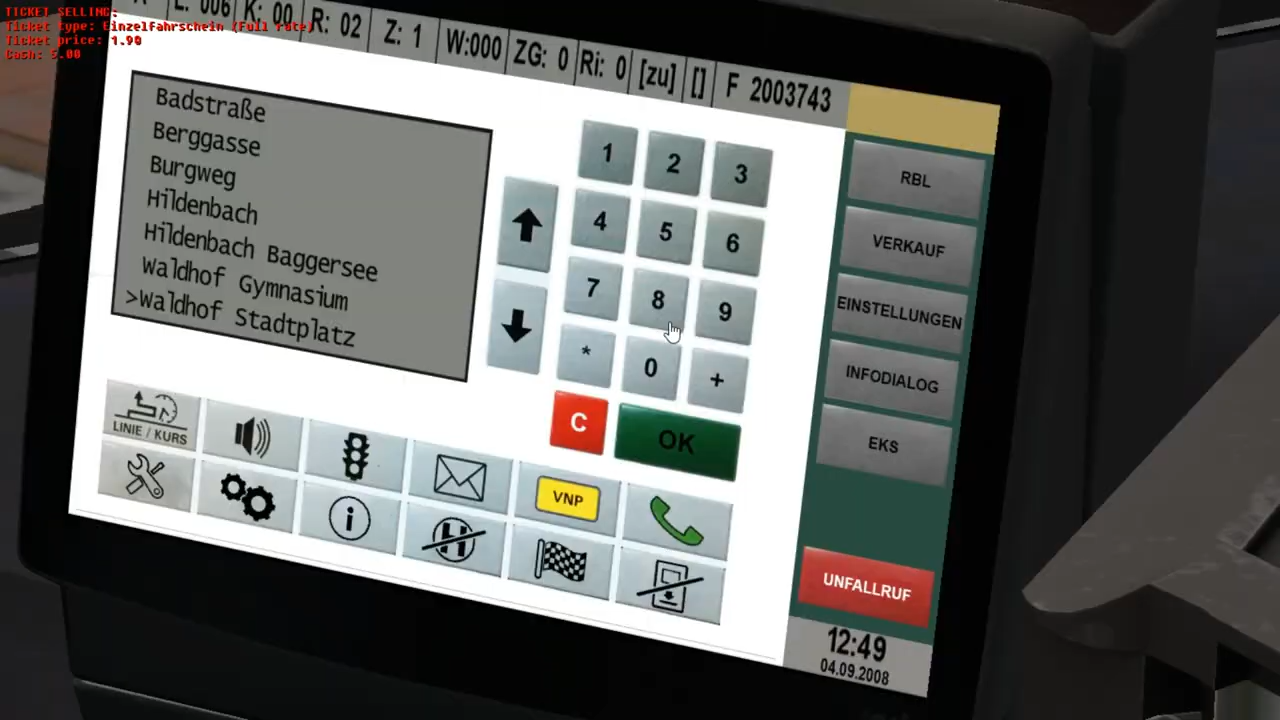 TICKET SELLING:
Ticket type: Einzelfahrschein (Full rate)
Ticket price: 1.90
Cash: 5.00
L: 006 K: 00 R: 02 Z: 1 W:000 ZG: 0 Ri: 0 [zu] [] F 2003743
Badstraße
Berggasse
Burgweg
Hildenbach
Hildenbach Baggersee
Waldhof Gymnasium
>Waldhof Stadtplatz
1 2 3
4 5 6
7 8 9
* 0 +
C OK
RBL
VERKAUF
EINSTELLUNGEN
INFODIALOG
EKS
UNFALLRUF
LINIE / KURS
VNP
i
H
12:49
04.09.2008